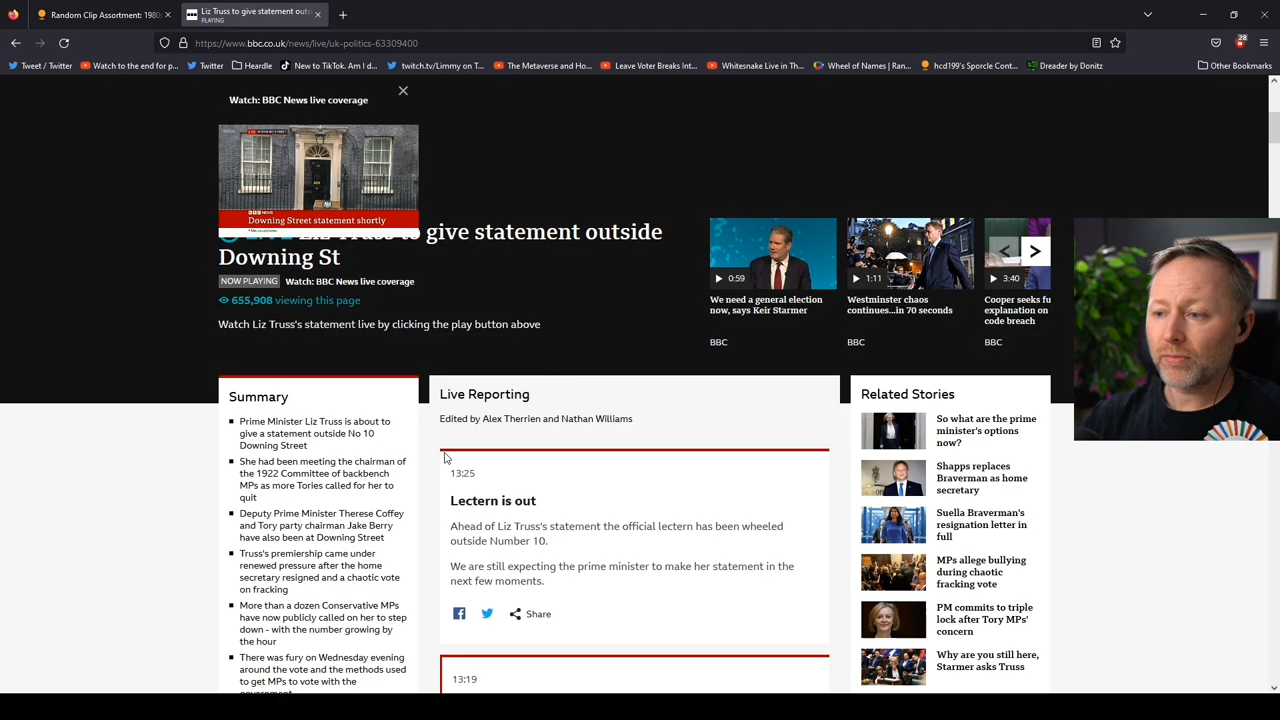 Random Clip Assortment: 1980s
Liz Truss to give statement outs
PLAYING
https://www.bbc.co.uk/news/live/uk-politics-63309400
28
Tweet / Twitter
Watch to the end for p...
Twitter
Heardle
New to TikTok. Am I d...
twitch.tv/Limmy on T...
The Metaverse and Ho...
Leave Voter Breaks Int...
Whitesnake Live in Th...
Wheel of Names | Ran...
hcd199's Sporcle Cont...
Dreader by Donitz
Other Bookmarks
Watch: BBC News live coverage
BBC NEWS
Downing Street statement shortly
LIVE Liz Truss to give statement outside
Downing St
NOW PLAYING Watch: BBC News live coverage
655,908 viewing this page
Watch Liz Truss's statement live by clicking the play button above
0:59
We need a general election
now, says Keir Starmer
BBC
1:11
Westminster chaos
continues...in 70 seconds
BBC
3:40
Cooper seeks fu
explanation on
code breach
BBC
Summary
Prime Minister Liz Truss is about to
give a statement outside No 10
Downing Street
She had been meeting the chairman of
the 1922 Committee of backbench
MPs as more Tories called for her to
quit
Deputy Prime Minister Therese Coffey
and Tory party chairman Jake Berry
have also been at Downing Street
Truss's premiership came under
renewed pressure after the home
secretary resigned and a chaotic vote
on fracking
More than a dozen Conservative MPs
have now publicly called on her to step
down - with the number growing by
the hour
There was fury on Wednesday evening
around the vote and the methods used
to get MPs to vote with the
government
Live Reporting
Edited by Alex Therrien and Nathan Williams
13:25
Lectern is out
Ahead of Liz Truss's statement the official lectern has been wheeled
outside Number 10.
We are still expecting the prime minister to make her statement in the
next few moments.
Share
13:19
Related Stories
So what are the prime
minister's options
now?
Shapps replaces
Braverman as home
secretary
Suella Braverman's
resignation letter in
full
MPs allege bullying
during chaotic
fracking vote
PM commits to triple
lock after Tory MPs'
concern
Why are you still here,
Starmer asks Truss